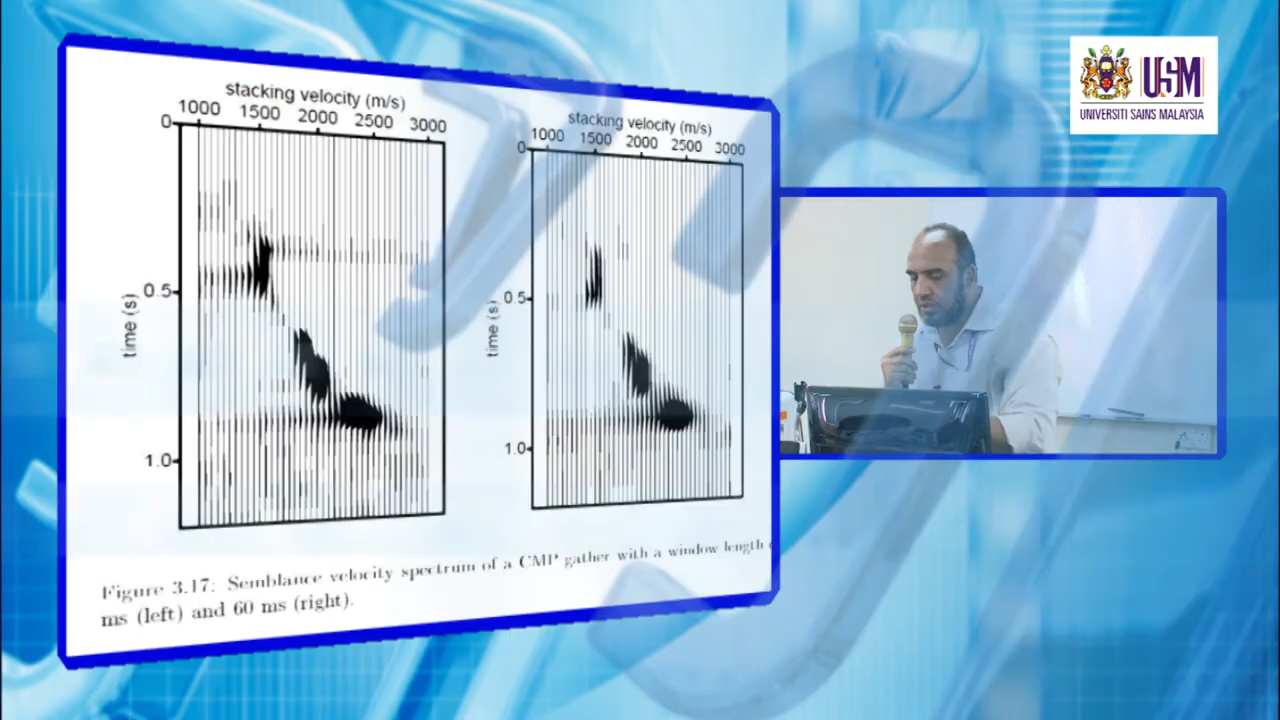 stacking velocity (m/s)
1000 1500 2000 2500 3000
0
0.5
1.0
time (s)
stacking velocity (m/s)
1000 1500 2000 2500 3000
0
0.5
1.0
time (s)
Figure 3.17: Semblance velocity spectrum of a CMP gather with a window length
ms (left) and 60 ms (right).
USM
UNIVERSITI SAINS MALAYSIA